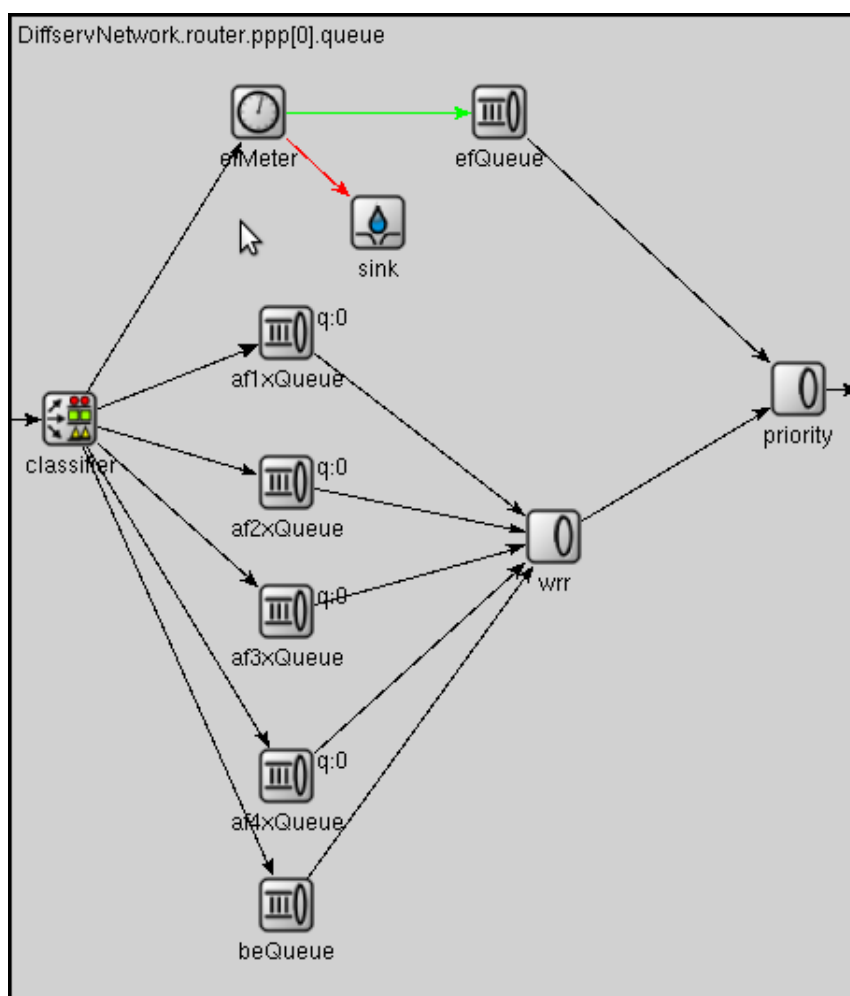 DiffservNetwork.router.ppp[0].queue
efMeter
efQueue
sink
q:0
af1xQueue
classifier
priority
q:0
af2xQueue
wrr
q:0
af3xQueue
q:0
af4xQueue
beQueue